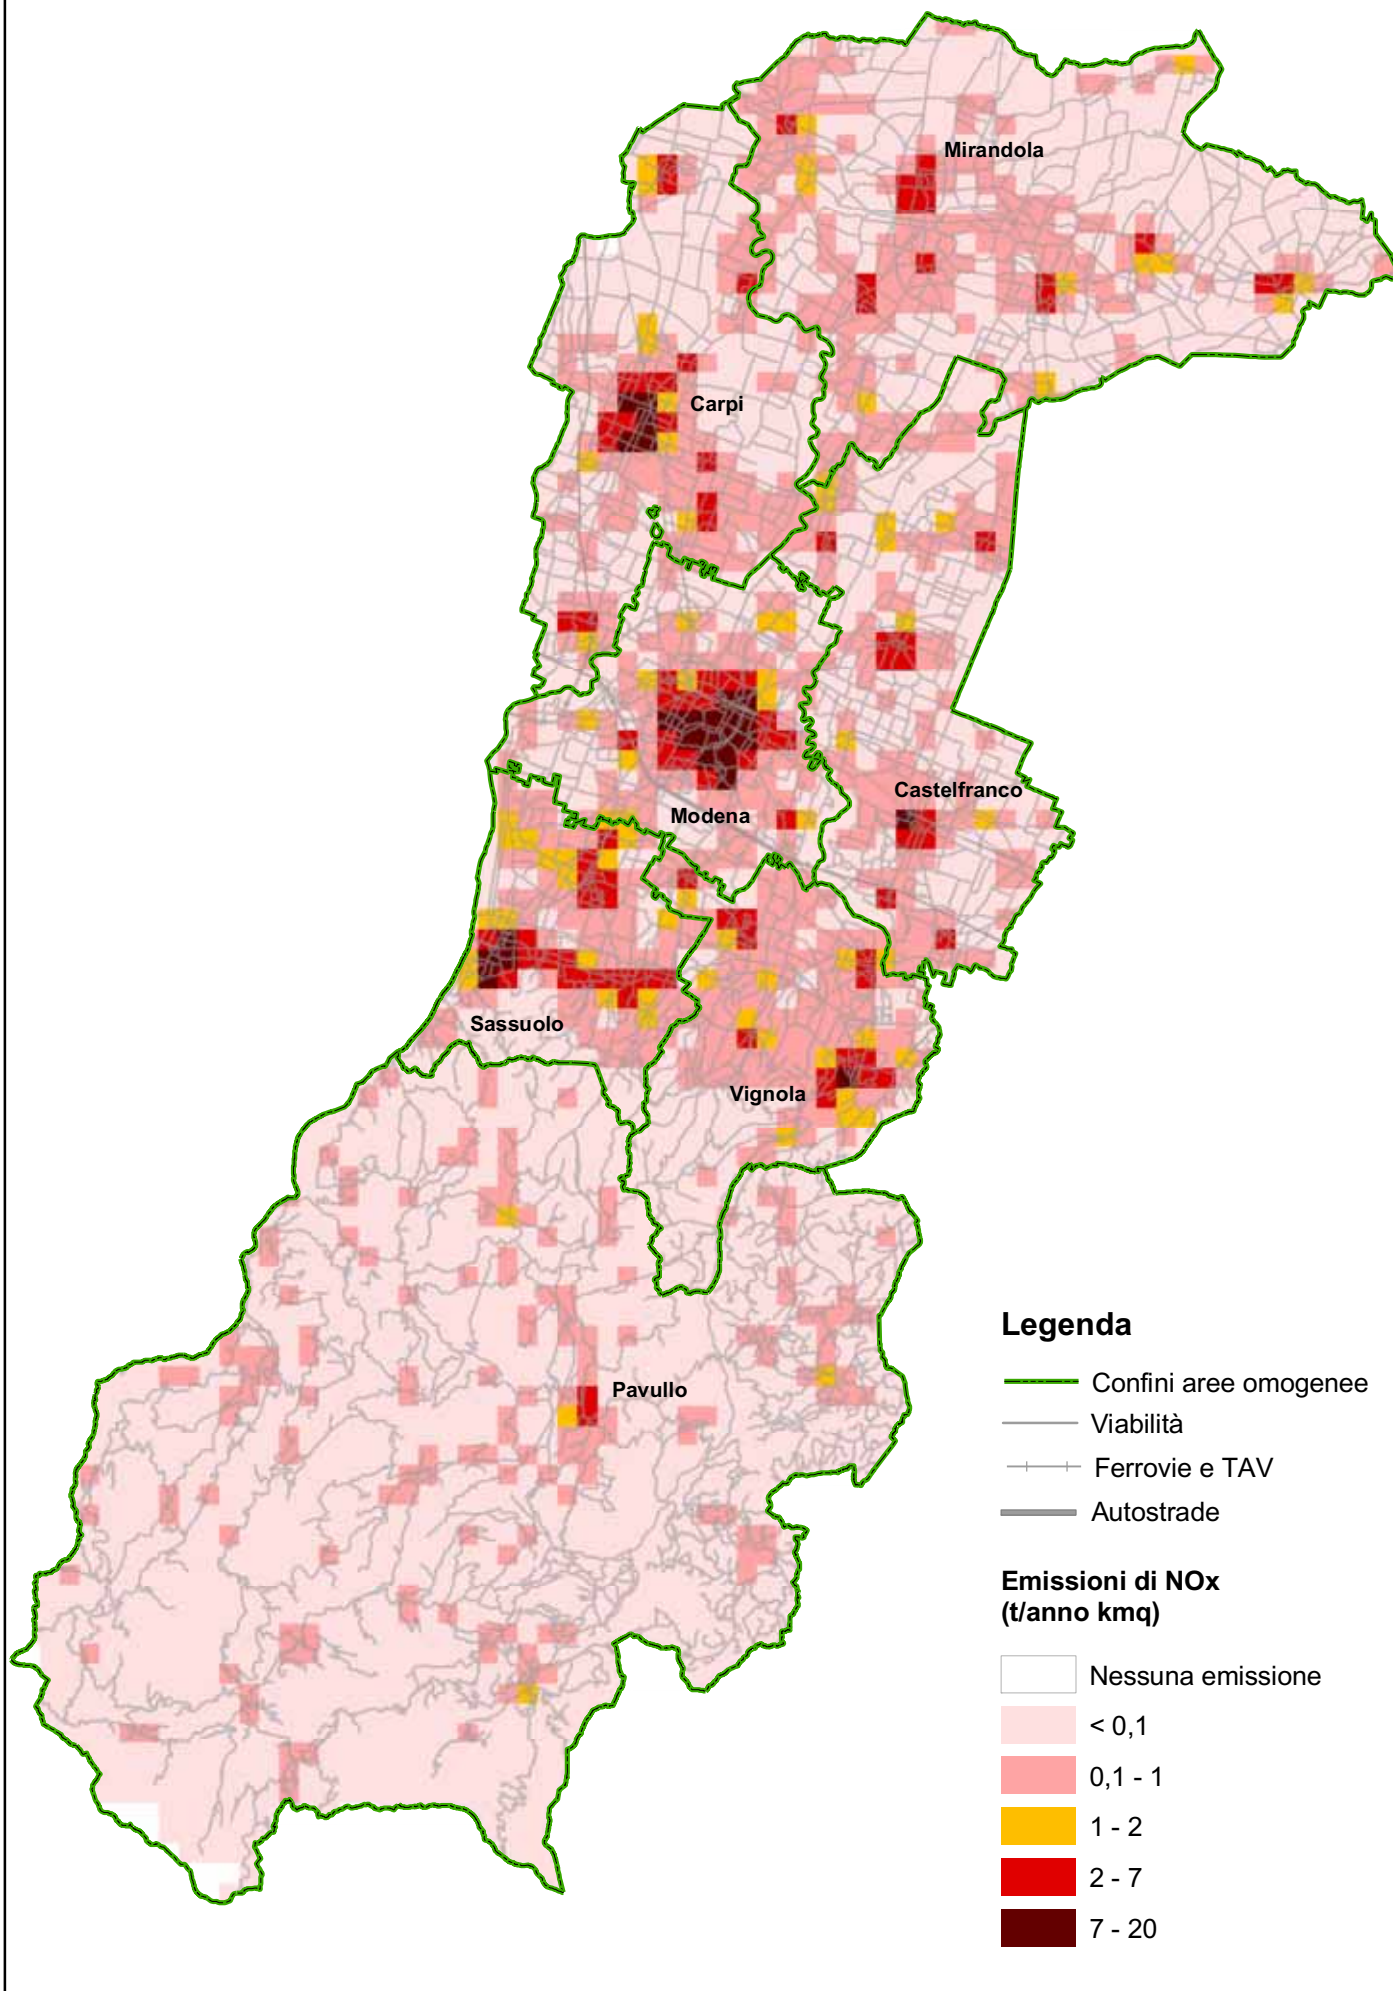 Mirandola
Carpi
Castelfranco
Modena
Sassuolo
Vignola
Pavullo
Legenda
Confini aree omogenee
Viabilità
Ferrovie e TAV
Autostrade
Emissioni di NOx
(t/anno kmq)
Nessuna emissione
< 0,1
0,1 - 1
1 - 2
2 - 7
7 - 20